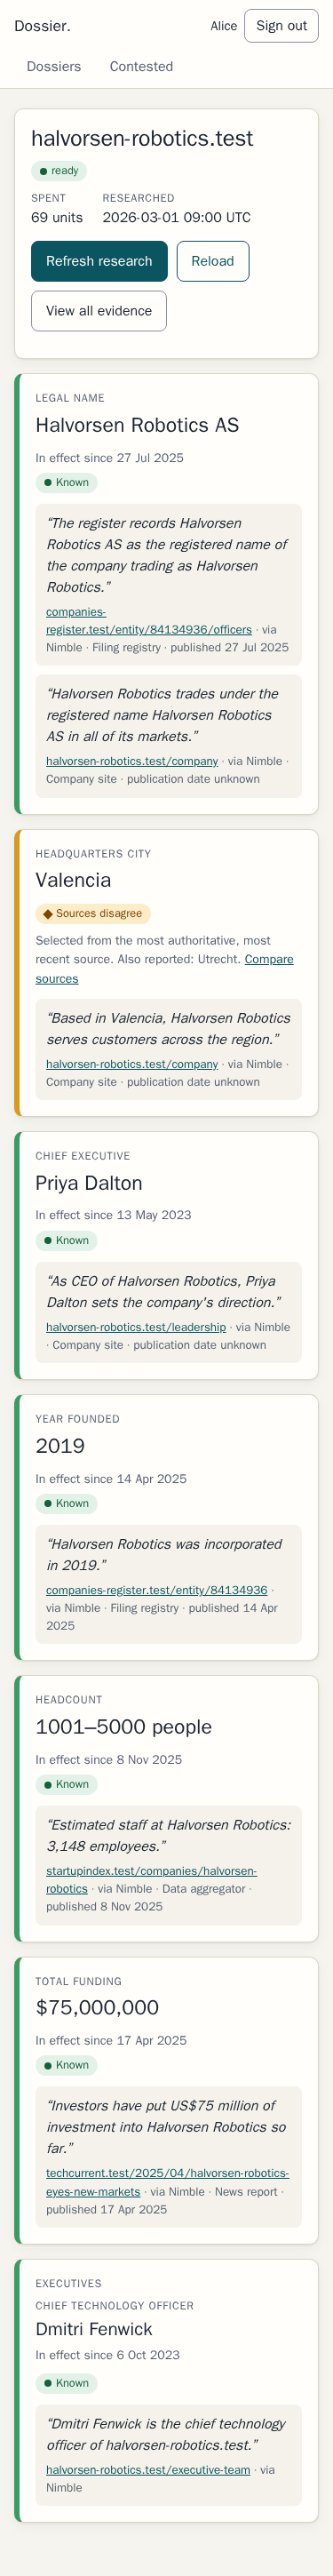 Dossier.
Alice
Sign out
Dossiers
Contested
halvorsen-robotics.test
ready
SPENT
RESEARCHED
69 units
2026-03-01 09:00 UTC
Refresh research
Reload
View all evidence
LEGAL NAME
Halvorsen Robotics AS
In effect since 27 Jul 2025
Known
“The register records Halvorsen
Robotics AS as the registered name of
the company trading as Halvorsen
Robotics.”
companies-
register.test/entity/84134936/officers · via
Nimble · Filing registry · published 27 Jul 2025
“Halvorsen Robotics trades under the
registered name Halvorsen Robotics
AS in all of its markets.”
halvorsen-robotics.test/company · via Nimble ·
Company site · publication date unknown
HEADQUARTERS CITY
Valencia
Sources disagree
Selected from the most authoritative, most
recent source. Also reported: Utrecht. Compare
sources
“Based in Valencia, Halvorsen Robotics
serves customers across the region.”
halvorsen-robotics.test/company · via Nimble ·
Company site · publication date unknown
CHIEF EXECUTIVE
Priya Dalton
In effect since 13 May 2023
Known
“As CEO of Halvorsen Robotics, Priya
Dalton sets the company's direction.”
halvorsen-robotics.test/leadership · via Nimble
· Company site · publication date unknown
YEAR FOUNDED
2019
In effect since 14 Apr 2025
Known
“Halvorsen Robotics was incorporated
in 2019.”
companies-register.test/entity/84134936 ·
via Nimble · Filing registry · published 14 Apr
2025
HEADCOUNT
1001–5000 people
In effect since 8 Nov 2025
Known
“Estimated staff at Halvorsen Robotics:
3,148 employees.”
startupindex.test/companies/halvorsen-
robotics · via Nimble · Data aggregator ·
published 8 Nov 2025
TOTAL FUNDING
$75,000,000
In effect since 17 Apr 2025
Known
“Investors have put US$75 million of
investment into Halvorsen Robotics so
far.”
techcurrent.test/2025/04/halvorsen-robotics-
eyes-new-markets · via Nimble · News report ·
published 17 Apr 2025
EXECUTIVES
CHIEF TECHNOLOGY OFFICER
Dmitri Fenwick
In effect since 6 Oct 2023
Known
“Dmitri Fenwick is the chief technology
officer of halvorsen-robotics.test.”
halvorsen-robotics.test/executive-team · via
Nimble